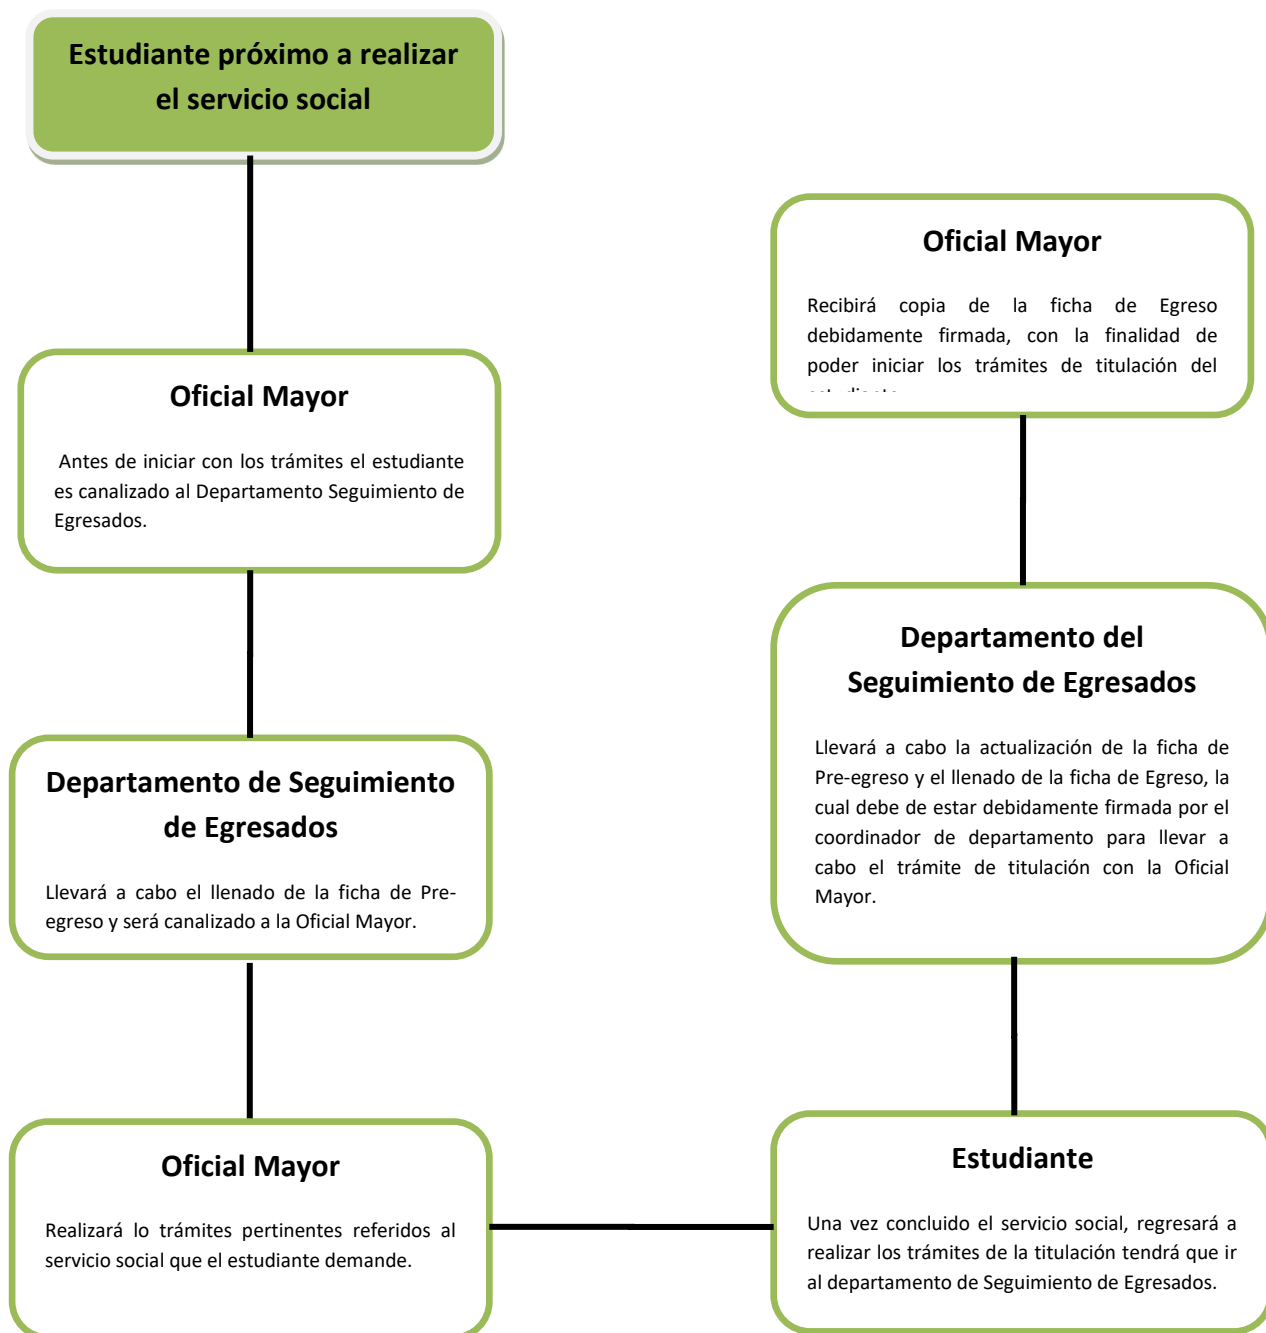 Estudiante próximo a realizar
el servicio social
Oficial Mayor
Antes de iniciar con los trámites el estudiante
es canalizado al Departamento Seguimiento de
Egresados.
Departamento de Seguimiento
de Egresados
Llevará a cabo el llenado de la ficha de Pre-
egreso y será canalizado a la Oficial Mayor.
Oficial Mayor
Realizará lo trámites pertinentes referidos al
servicio social que el estudiante demande.
Estudiante
Una vez concluido el servicio social, regresará a
realizar los trámites de la titulación tendrá que ir
al departamento de Seguimiento de Egresados.
Departamento del
Seguimiento de Egresados
Llevará a cabo la actualización de la ficha de
Pre-egreso y el llenado de la ficha de Egreso, la
cual debe de estar debidamente firmada por el
coordinador de departamento para llevar a
cabo el trámite de titulación con la Oficial
Mayor.
Oficial Mayor
Recibirá copia de la ficha de Egreso
debidamente firmada, con la finalidad de
poder iniciar los trámites de titulación del